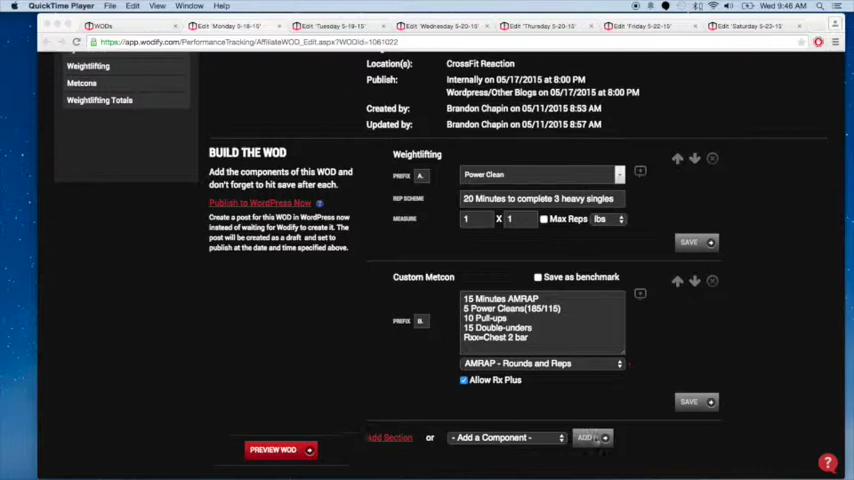 QuickTime Player File Edit View Window Help Wed 9:46 AM
WODs Edit 'Monday 5-18-15' Edit 'Tuesday 5-19-15' Edit 'Wednesday 5-20-15' Edit 'Thursday 5-21-15' Edit 'Friday 5-22-15' Edit 'Saturday 5-23-15'
https://app.wodify.com/PerformanceTracking/AffiliateWOD_Edit.aspx?WODId=1061022
Weightlifting
Metcons
Weightlifting Totals
Location(s): CrossFit Reaction
Publish: Internally on 05/17/2015 at 8:00 PM
Wordpress/Other Blogs on 05/17/2015 at 8:00 PM
Created by: Brandon Chapin on 05/11/2015 8:53 AM
Updated by: Brandon Chapin on 05/11/2015 8:57 AM
BUILD THE WOD
Add the components of this WOD and
don't forget to hit save after each.
Publish to WordPress Now ?
Create a post for this WOD in WordPress now
instead of waiting for Wodify to create it. The
post will be created as a draft and set to
publish at the date and time specified above.
Weightlifting
PREFIX A. Power Clean
REP SCHEME 20 Minutes to complete 3 heavy singles
MEASURE 1 X 1 Max Reps lbs
SAVE
Custom Metcon Save as benchmark
15 Minutes AMRAP
5 Power Cleans(185/115)
10 Pull-ups
15 Double-unders
Rxx=Chest 2 bar
PREFIX B.
AMRAP - Rounds and Reps
Allow Rx Plus
SAVE
Add Section or - Add a Component - ADD
PREVIEW WOD
?